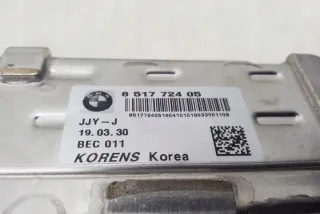 8 517 724 05
JJY-J
19.03.30
BEC 011
KORENS Korea